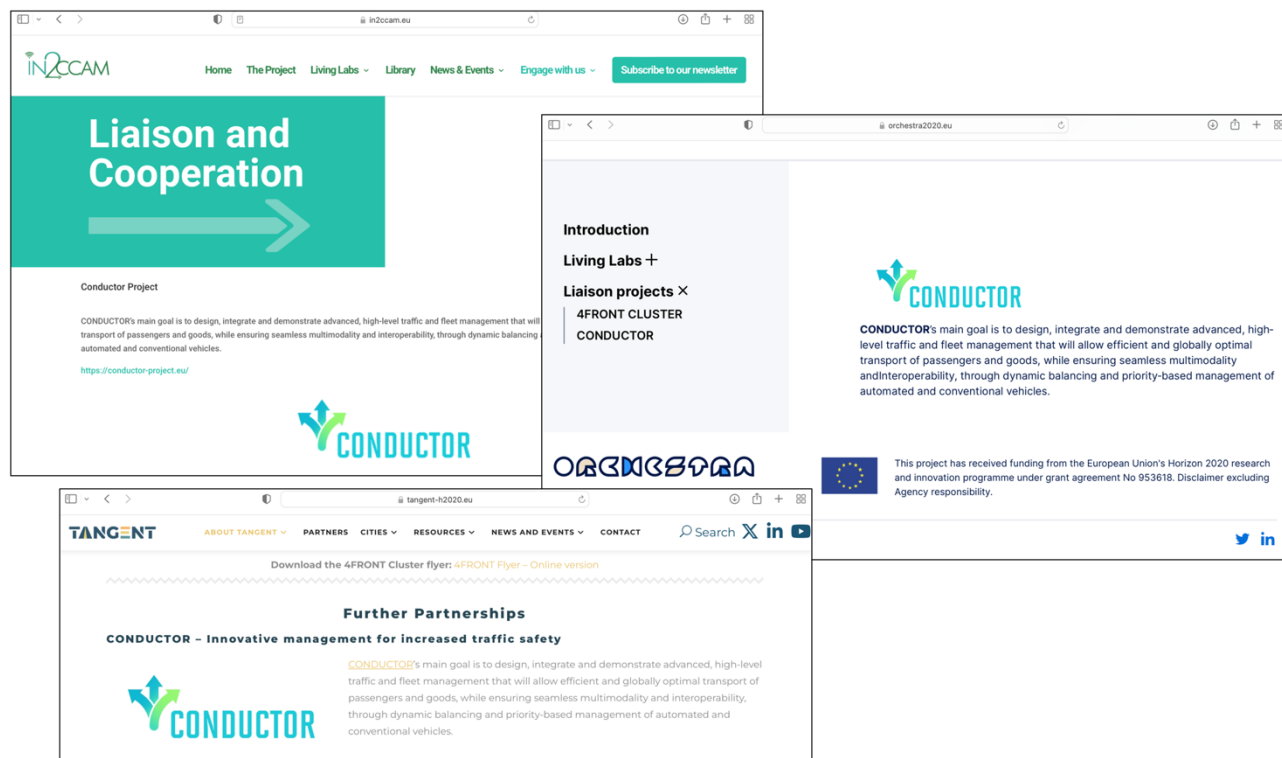 in2ccam.eu
IN2CCAM
Home The Project Living Labs News & Events Library Engage with us Subscribe to our newsletter
Liaison and
Cooperation
Conductor Project
CONDUCTOR's main goal is to design, integrate and demonstrate advanced, high-level traffic and fleet management that will
transport of passengers and goods, while ensuring seamless multimodality and interoperability, through dynamic balancing
automated and conventional vehicles.
https://conductor-project.eu/
CONDUCTOR
orchestra2020.eu
Introduction
Living Labs +
Liaison projects ×
4FRONT CLUSTER
CONDUCTOR
CONDUCTOR
CONDUCTOR's main goal is to design, integrate and demonstrate advanced, high-
level traffic and fleet management that will allow efficient and globally optimal
transport of passengers and goods, while ensuring seamless multimodality
andInteroperability, through dynamic balancing and priority-based management of
automated and conventional vehicles.
ORCHESTRA
This project has received funding from the European Union's Horizon 2020 research
and innovation programme under grant agreement No 953618. Disclaimer excluding
Agency responsibility.
in
tangent-h2020.eu
TANGENT
ABOUT TANGENT PARTNERS CITIES RESOURCES NEWS AND EVENTS CONTACT Search X in
Download the 4FRONT Cluster flyer: 4FRONT Flyer – Online version
Further Partnerships
CONDUCTOR – Innovative management for increased traffic safety
CONDUCTOR's main goal is to design, integrate and demonstrate advanced, high-level
traffic and fleet management that will allow efficient and globally optimal transport of
passengers and goods, while ensuring seamless multimodality and interoperability,
through dynamic balancing and priority-based management of automated and
conventional vehicles.
CONDUCTOR